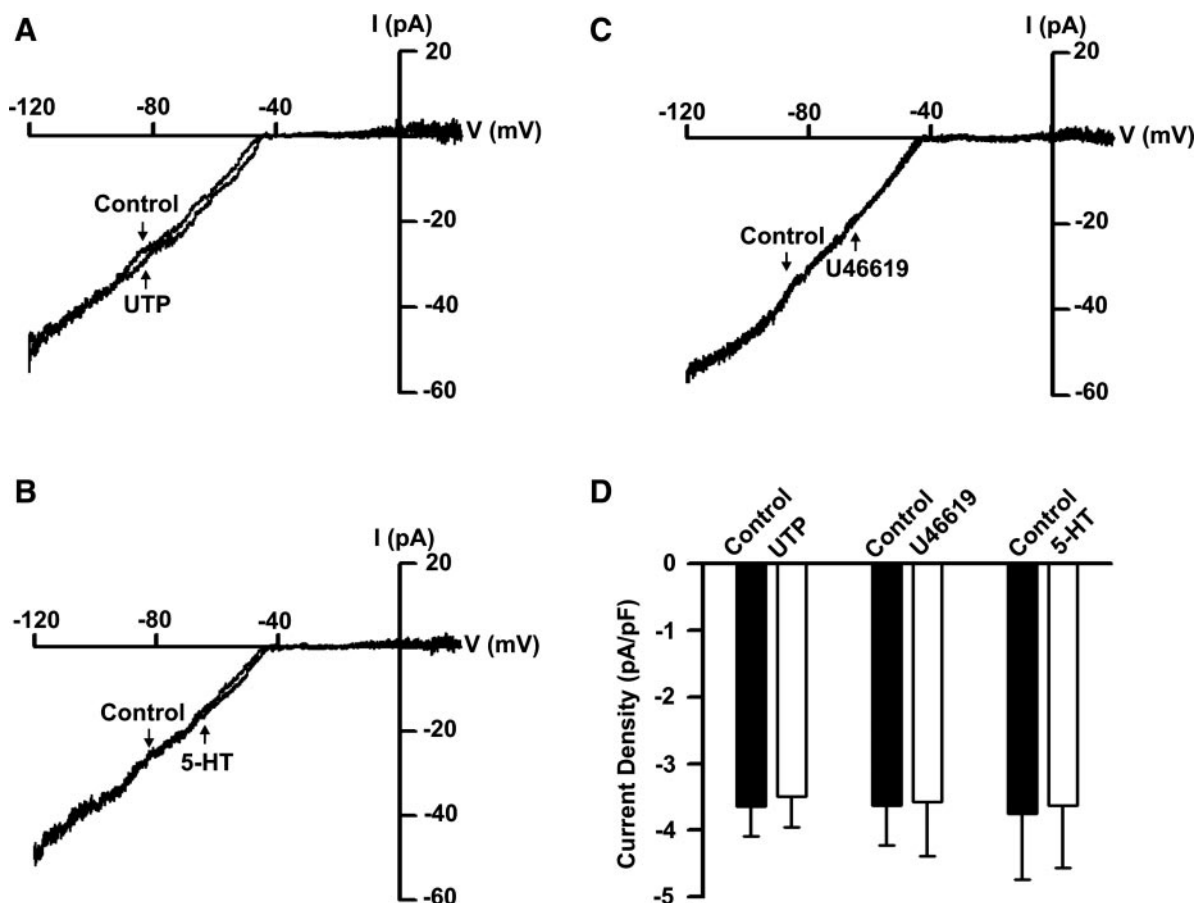 A
I (pA)
20
-120
-80
-40
V (mV)
Control
UTP
-20
-40
-60
C
I (pA)
20
-120
-80
-40
V (mV)
Control
U46619
-20
-40
-60
B
I (pA)
20
-120
-80
-40
V (mV)
Control
5-HT
-20
-40
-60
D
Control
UTP
Control
U46619
Control
5-HT
Current Density (pA/pF)
0
-1
-2
-3
-4
-5